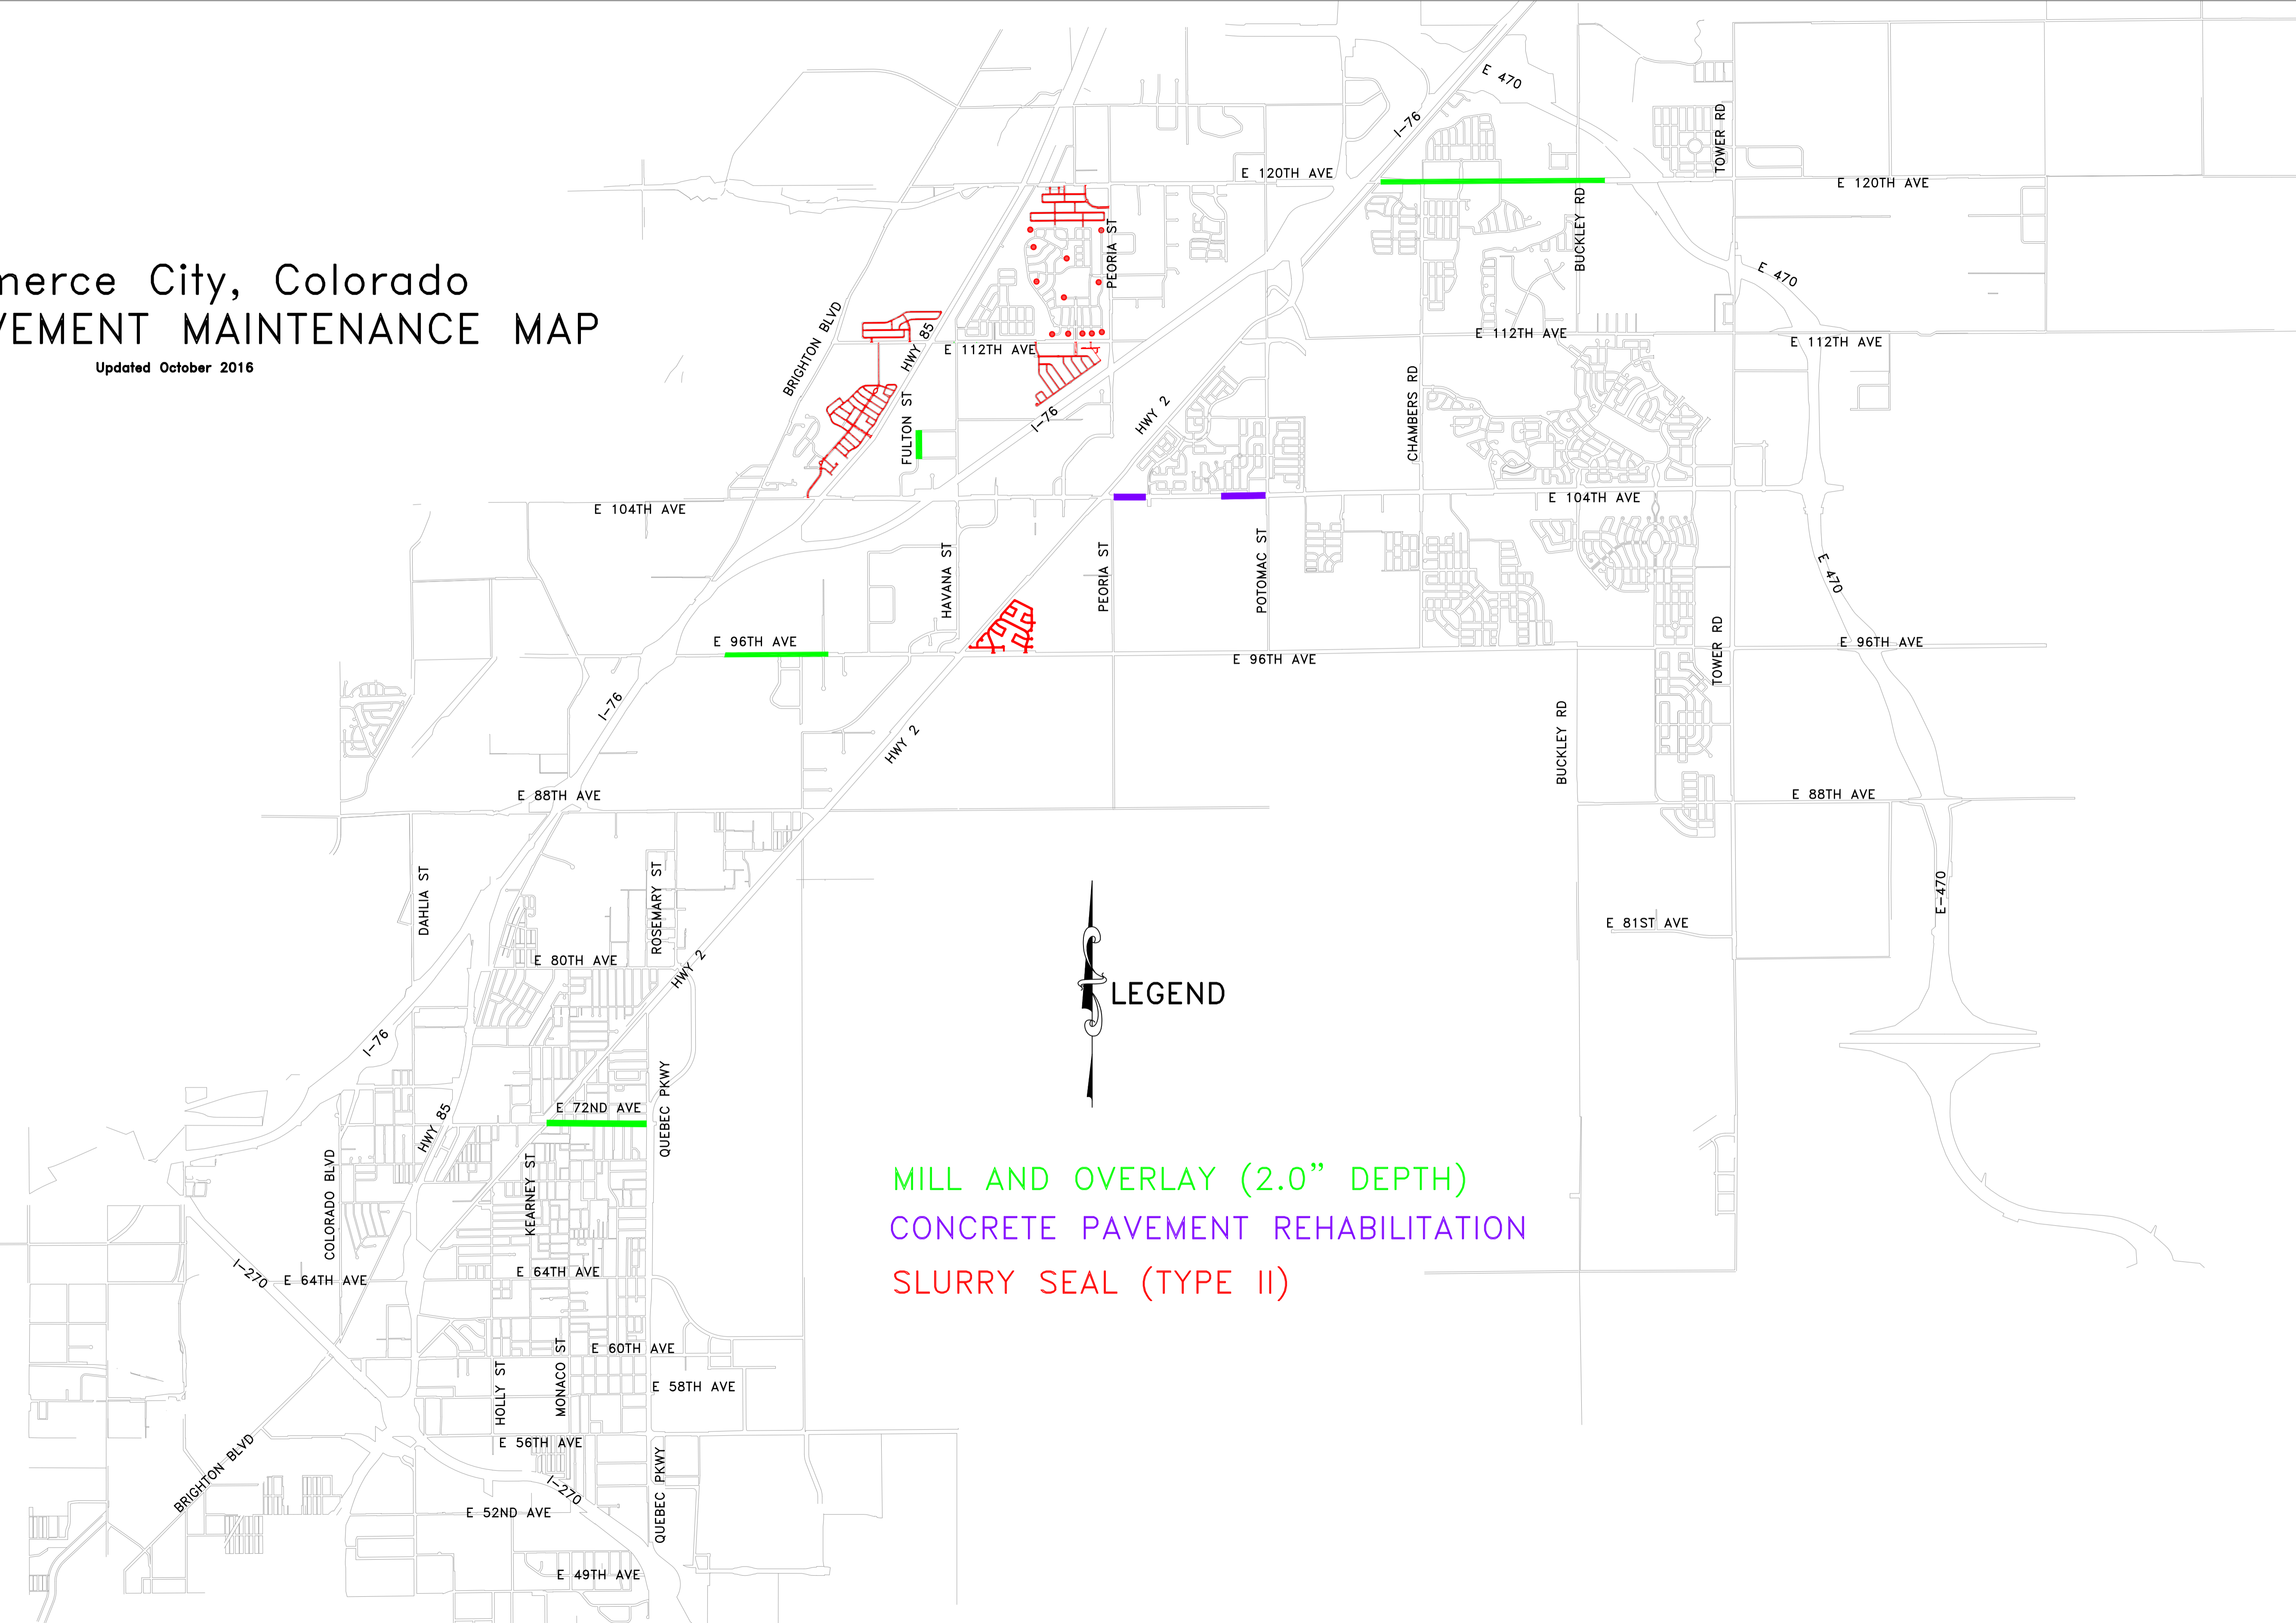 merce City, Colorado
VEMENT MAINTENANCE MAP
Updated October 2016
E 470
I-76
TOWER RD
E 120TH AVE
E 120TH AVE
BUCKLEY RD
PEORIA ST
E 470
BRIGHTON BLVD
HWY 85
E 112TH AVE
E 112TH AVE
E 112TH AVE
FULTON ST
I-76
HWY 2
CHAMBERS RD
E 104TH AVE
E 104TH AVE
HAVANA ST
PEORIA ST
POTOMAC ST
E 470
E 96TH AVE
E 96TH AVE
E 96TH AVE
TOWER RD
I-76
HWY 2
BUCKLEY RD
E 88TH AVE
E 88TH AVE
DAHLIA ST
ROSEMARY ST
E-470
E 81ST AVE
E 80TH AVE
HWY 2
LEGEND
I-76
E 72ND AVE
QUEBEC PKWY
HWY 85
COLORADO BLVD
KEARNEY ST
MILL AND OVERLAY (2.0” DEPTH)
CONCRETE PAVEMENT REHABILITATION
SLURRY SEAL (TYPE II)
I-270
E 64TH AVE
E 64TH AVE
E 60TH AVE
HOLLY ST
MONACO ST
E 58TH AVE
E 56TH AVE
BRIGHTON BLVD
I-270
QUEBEC PKWY
E 52ND AVE
E 49TH AVE